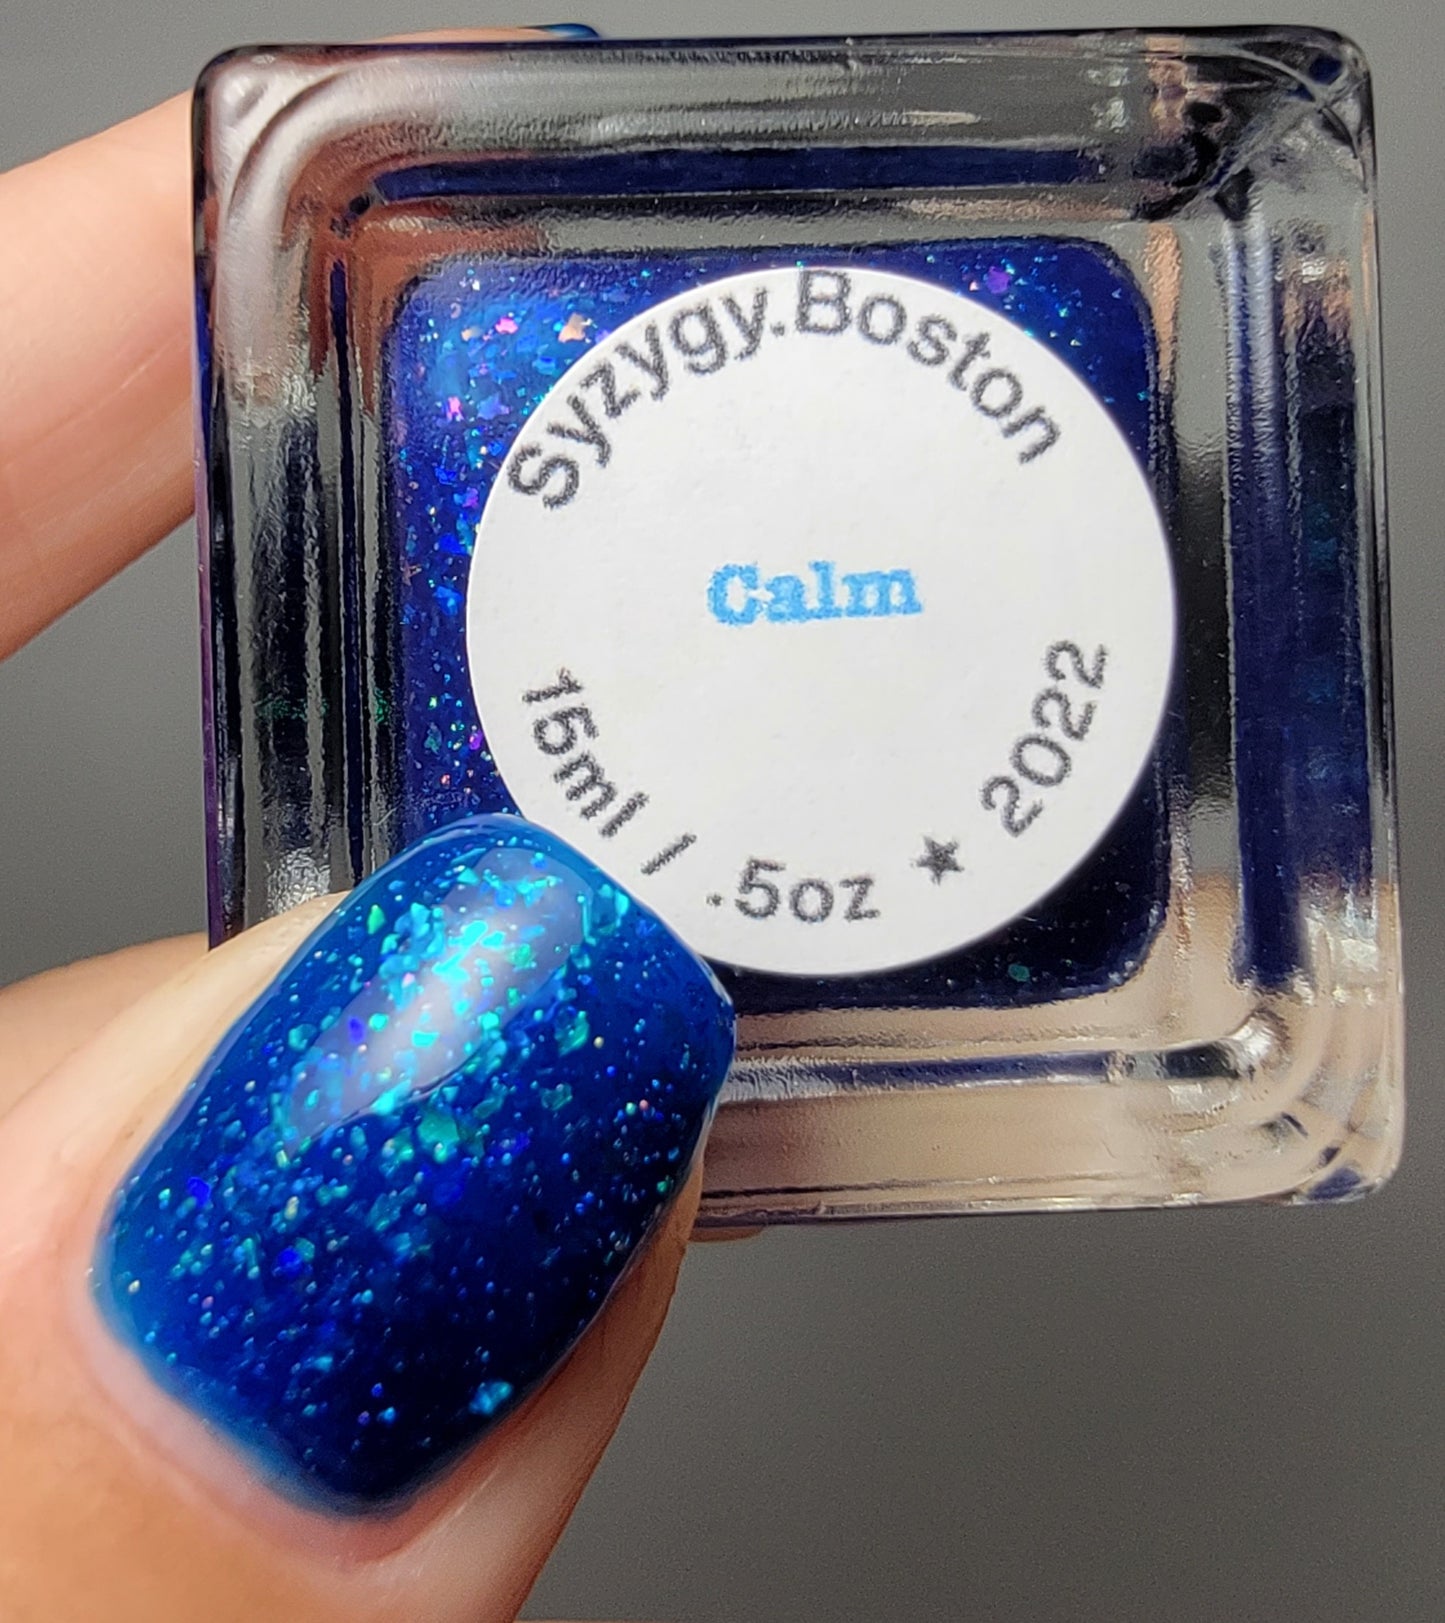 Syzygy.Boston
Calm
15ml / .5oz ★ 2022